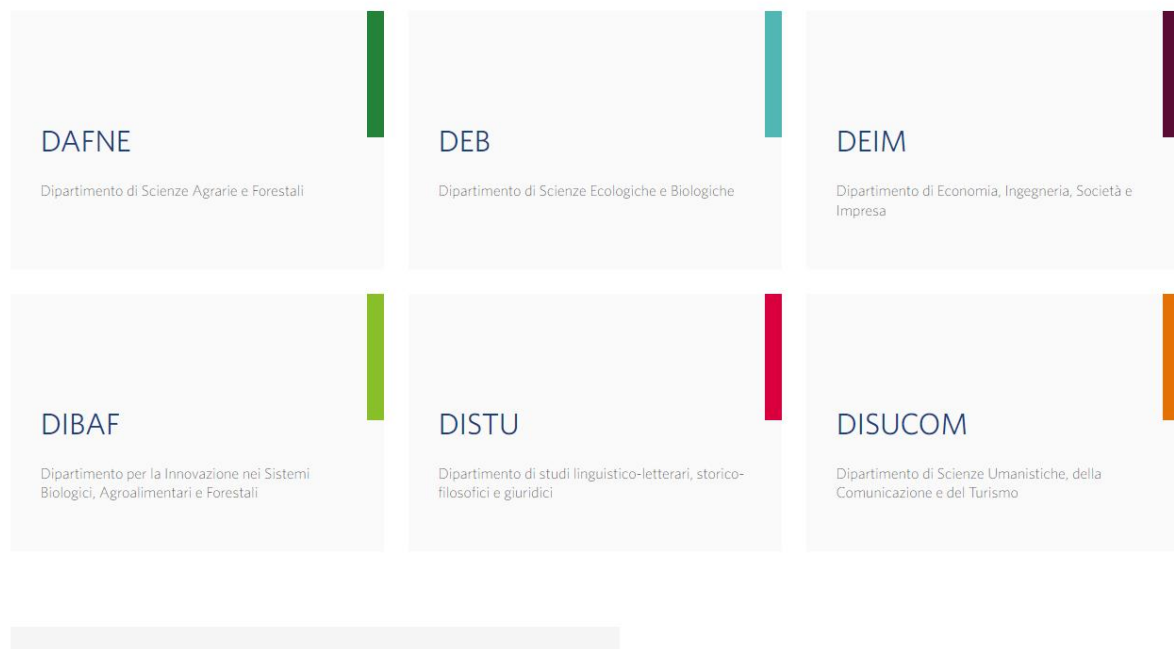 DAFNE
Dipartimento di Scienze Agrarie e Forestali
DEB
Dipartimento di Scienze Ecologiche e Biologiche
DEIM
Dipartimento di Economia, Ingegneria, Società e
Impresa
DIBAF
Dipartimento per la Innovazione nei Sistemi
Biologici, Agroalimentari e Forestali
DISTU
Dipartimento di studi linguistico-letterari, storico-
filosofici e giuridici
DISUCOM
Dipartimento di Scienze Umanistiche, della
Comunicazione e del Turismo